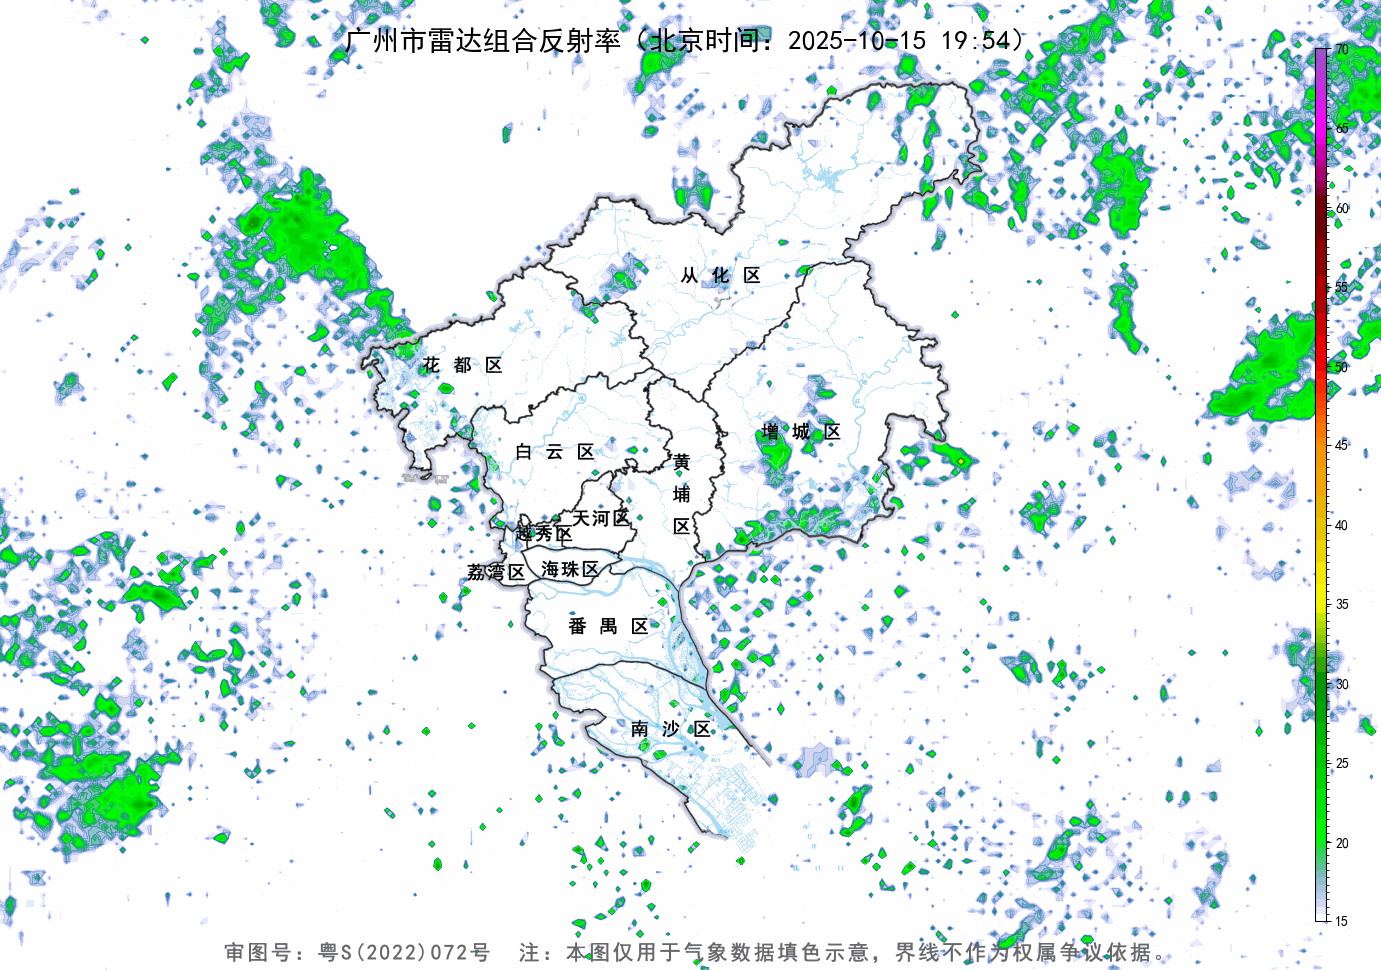 广州市雷达组合反射率（北京时间：2025-10-15 19:54）
70
65
60
55
50
45
40
35
30
25
20
15
从化区
花都区
增城区
白云区
黄埔区
天河区
越秀区
荔湾区
海珠区
番禺区
南沙区
审图号：粤S(2022)072号 注：本图仅用于气象数据填色示意，界线不作为权属争议依据。